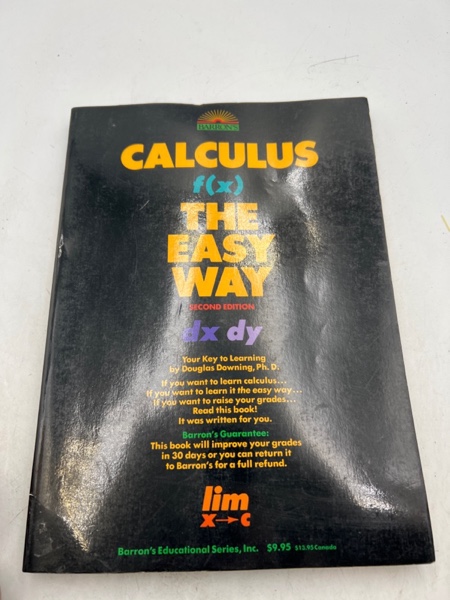 BARRON'S
CALCULUS
f(x)
THE
EASY
WAY
SECOND EDITION
dx dy
Your Key to Learning
by Douglas Downing, Ph. D.
If you want to learn calculus...
If you want to learn it the easy way...
If you want to raise your grades...
Read this book!
It was written for you.
Barron's Guarantee:
This book will improve your grades
in 30 days or you can return it
to Barron's for a full refund.
lim
x→c
Barron's Educational Series, Inc. $9.95 $13.95 Canada